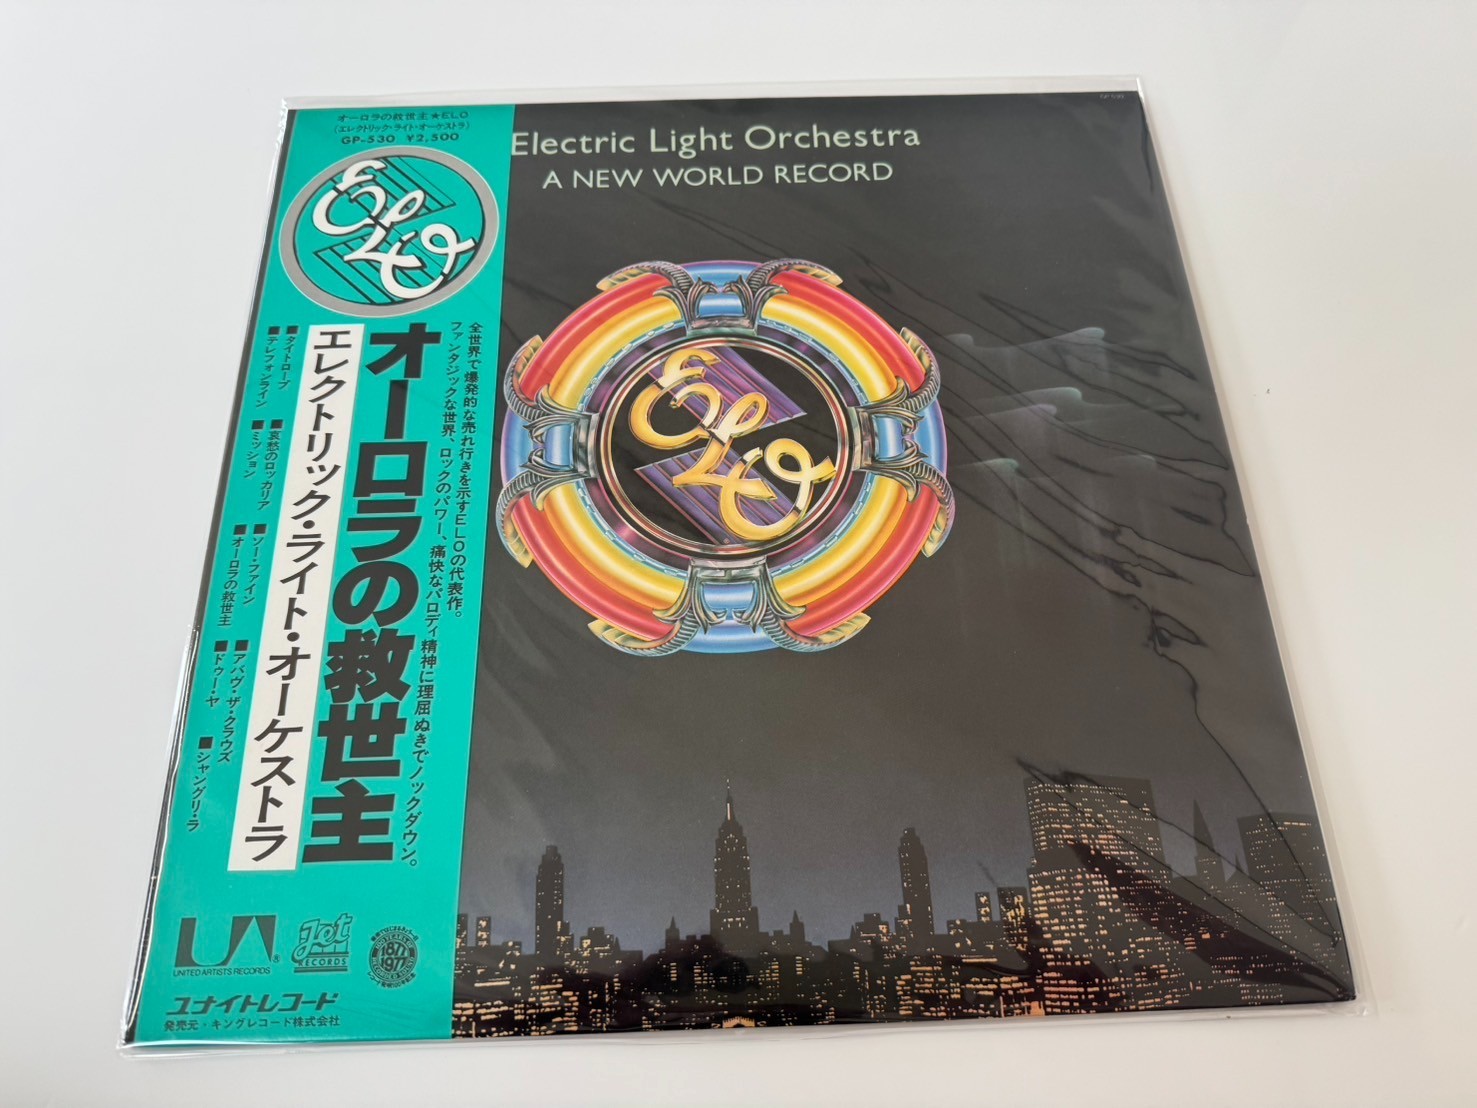 オーロラの救世主★ELO
(エレクトリック・ライト・オーケストラ)
GP-530 ¥2,500
ELO
Electric Light Orchestra
A NEW WORLD RECORD
ELO
全世界で爆発的な売れ行きを示すELOの代表作。
ファンタジックな世界、ロックのパワー、痛快なパロディ精神に理屈ぬきでノックダウン。
オーロラの救世主
エレクトリック・ライト・オーケストラ
■タイトロープ
■テレフォンライン
■哀愁のロッカリア
■ミッション
■ソー・ファイン
■オーロラの救世主
■アバヴ・ザ・クラウズ
■ドゥー・ヤ
■シャングリ・ラ
UA®
UNITED ARTISTS RECORDS
Jet
RECORDS
1877
1977
ユナイトレコード
発売元・キングレコード株式会社